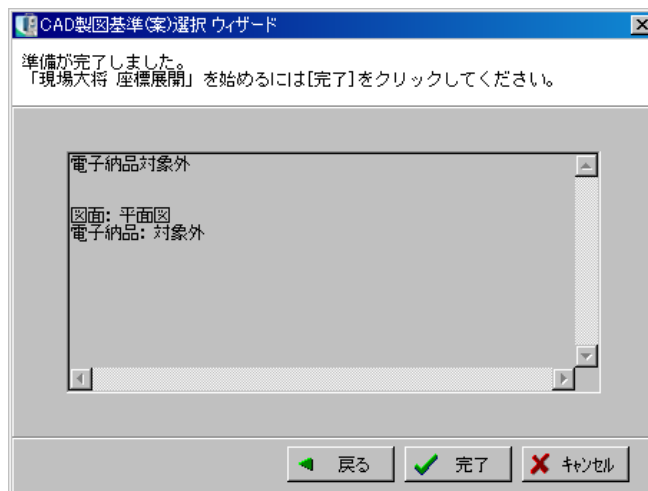 CAD製図基準(案)選択 ウィザード
準備が完了しました。
「現場大将 座標展開」を始めるには[完了]をクリックしてください。
電子納品対象外
図面: 平面図
電子納品: 対象外
戻る
完了
キャンセル